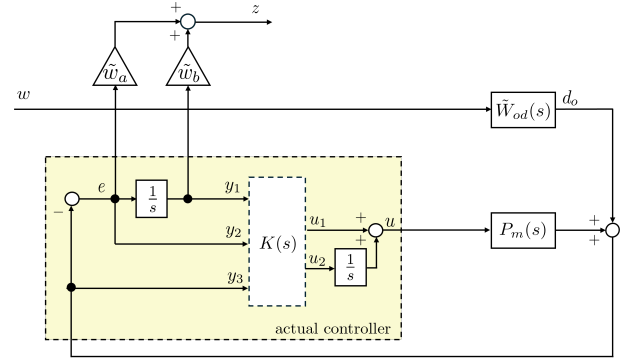 + z
+
w̃_a w̃_b
w W̃_od(s) d_o
e 1/s y_1
−
u_1 + u P_m(s) +
y_2 K(s) + +
u_2 1/s
y_3
actual controller